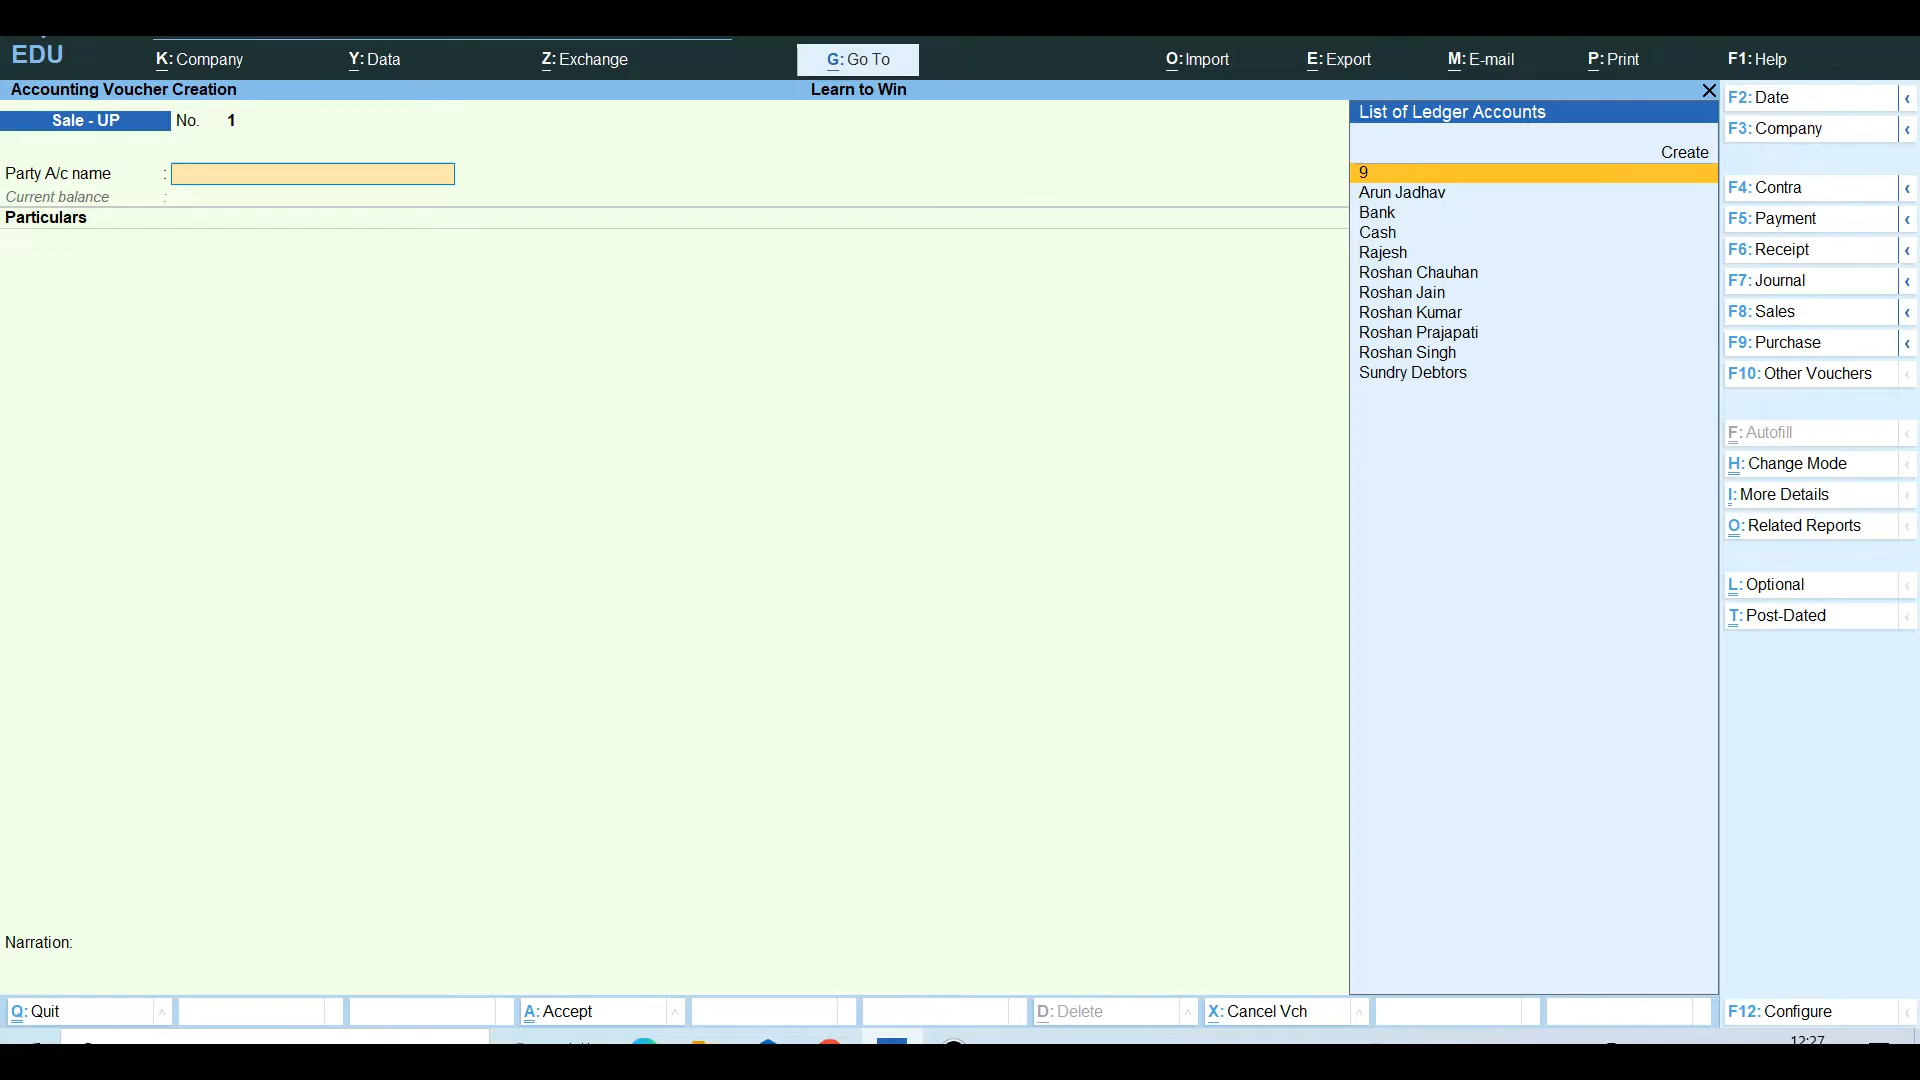 EDU
K: Company
Y: Data
Z: Exchange
G: Go To
O: Import
E: Export
M: E-mail
P: Print
F1: Help
Accounting Voucher Creation
Learn to Win
Sale - UP No. 1
Party A/c name :
Current balance :
Particulars
List of Ledger Accounts
Create
9
Arun Jadhav
Bank
Cash
Rajesh
Roshan Chauhan
Roshan Jain
Roshan Kumar
Roshan Prajapati
Roshan Singh
Sundry Debtors
F2: Date
F3: Company
F4: Contra
F5: Payment
F6: Receipt
F7: Journal
F8: Sales
F9: Purchase
F10: Other Vouchers
F: Autofill
H: Change Mode
I: More Details
O: Related Reports
L: Optional
T: Post-Dated
Narration:
Q: Quit
A: Accept
D: Delete
X: Cancel Vch
F12: Configure
12:27